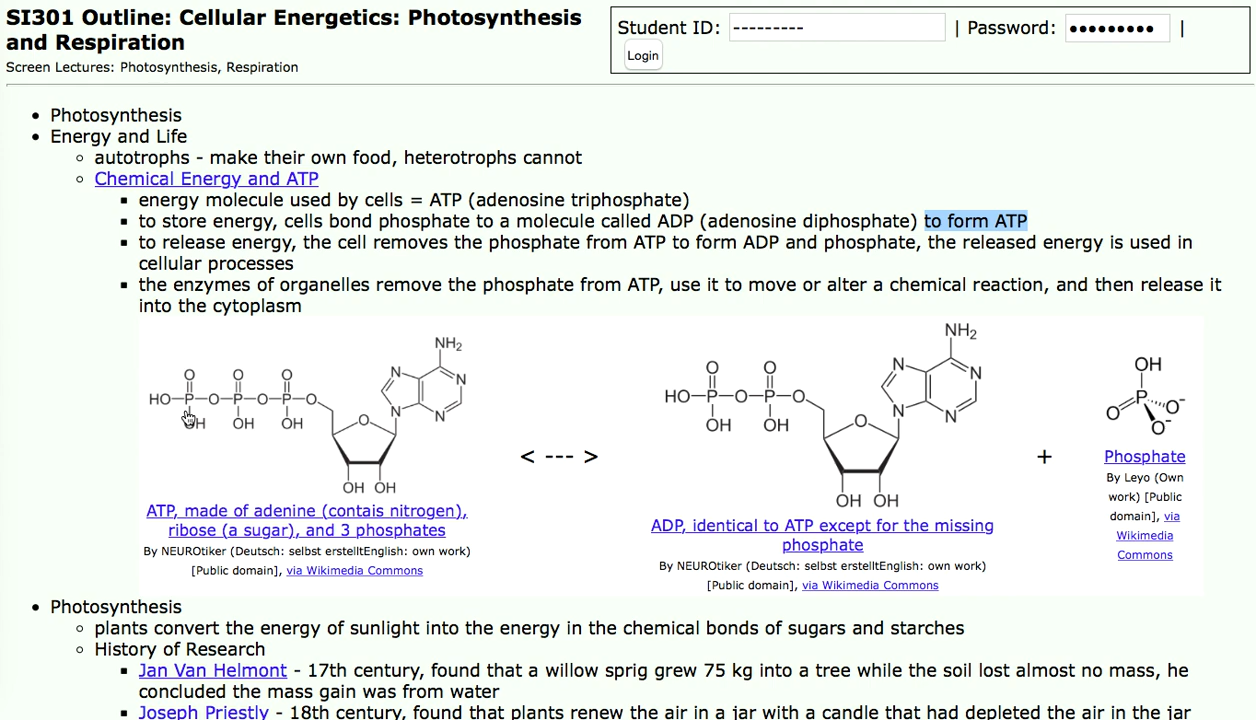 SI301 Outline: Cellular Energetics: Photosynthesis
and Respiration
Screen Lectures: Photosynthesis, Respiration
Student ID: --------- | Password: ••••••••• |
Login
• Photosynthesis
• Energy and Life
◦ autotrophs - make their own food, heterotrophs cannot
◦ Chemical Energy and ATP
▪ energy molecule used by cells = ATP (adenosine triphosphate)
▪ to store energy, cells bond phosphate to a molecule called ADP (adenosine diphosphate) to form ATP
▪ to release energy, the cell removes the phosphate from ATP to form ADP and phosphate, the released energy is used in
cellular processes
▪ the enzymes of organelles remove the phosphate from ATP, use it to move or alter a chemical reaction, and then release it
into the cytoplasm
NH2
O O O
N N
HO-P-O-P-O-P-O
N N
OH OH OH
O
OH OH
ATP, made of adenine (contais nitrogen),
ribose (a sugar), and 3 phosphates
By NEUROtiker (Deutsch: selbst erstelltEnglish: own work)
[Public domain], via Wikimedia Commons
< --- >
NH2
O O
N N
HO-P-O-P-O
N N
OH OH
O
OH OH
ADP, identical to ATP except for the missing
phosphate
By NEUROtiker (Deutsch: selbst erstelltEnglish: own work)
[Public domain], via Wikimedia Commons
+
OH
P
O O-
O-
Phosphate
By Leyo (Own
work) [Public
domain], via
Wikimedia
Commons
• Photosynthesis
◦ plants convert the energy of sunlight into the energy in the chemical bonds of sugars and starches
◦ History of Research
▪ Jan Van Helmont - 17th century, found that a willow sprig grew 75 kg into a tree while the soil lost almost no mass, he
concluded the mass gain was from water
▪ Joseph Priestly - 18th century, found that plants renew the air in a jar with a candle that had depleted the air in the jar